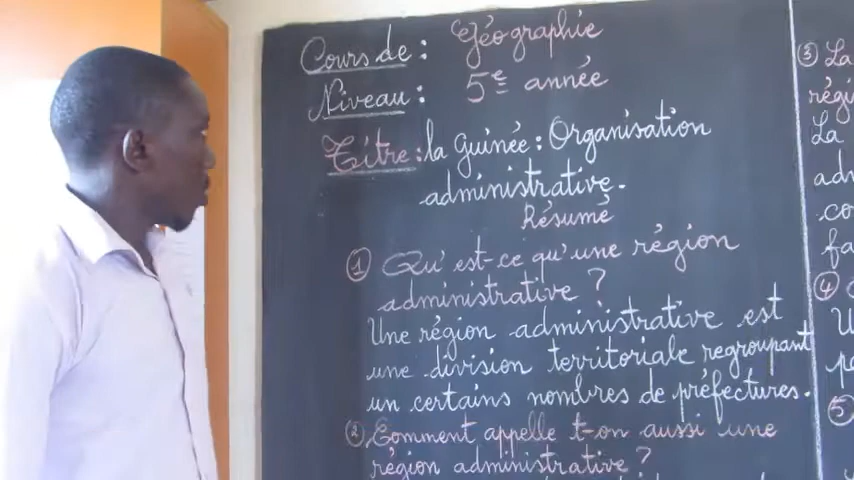 Cours de : Géographie
Niveau : 5e année
Titre : la Guinée : Organisation
administrative.
Résumé
① Qu'est-ce qu'une région
administrative ?
Une région administrative est
une division territoriale regroupant
un certains nombres de préfectures.
② Comment appelle t-on aussi une
région administrative ?
③ La
régi
La
adm
co
fa
④
U
5